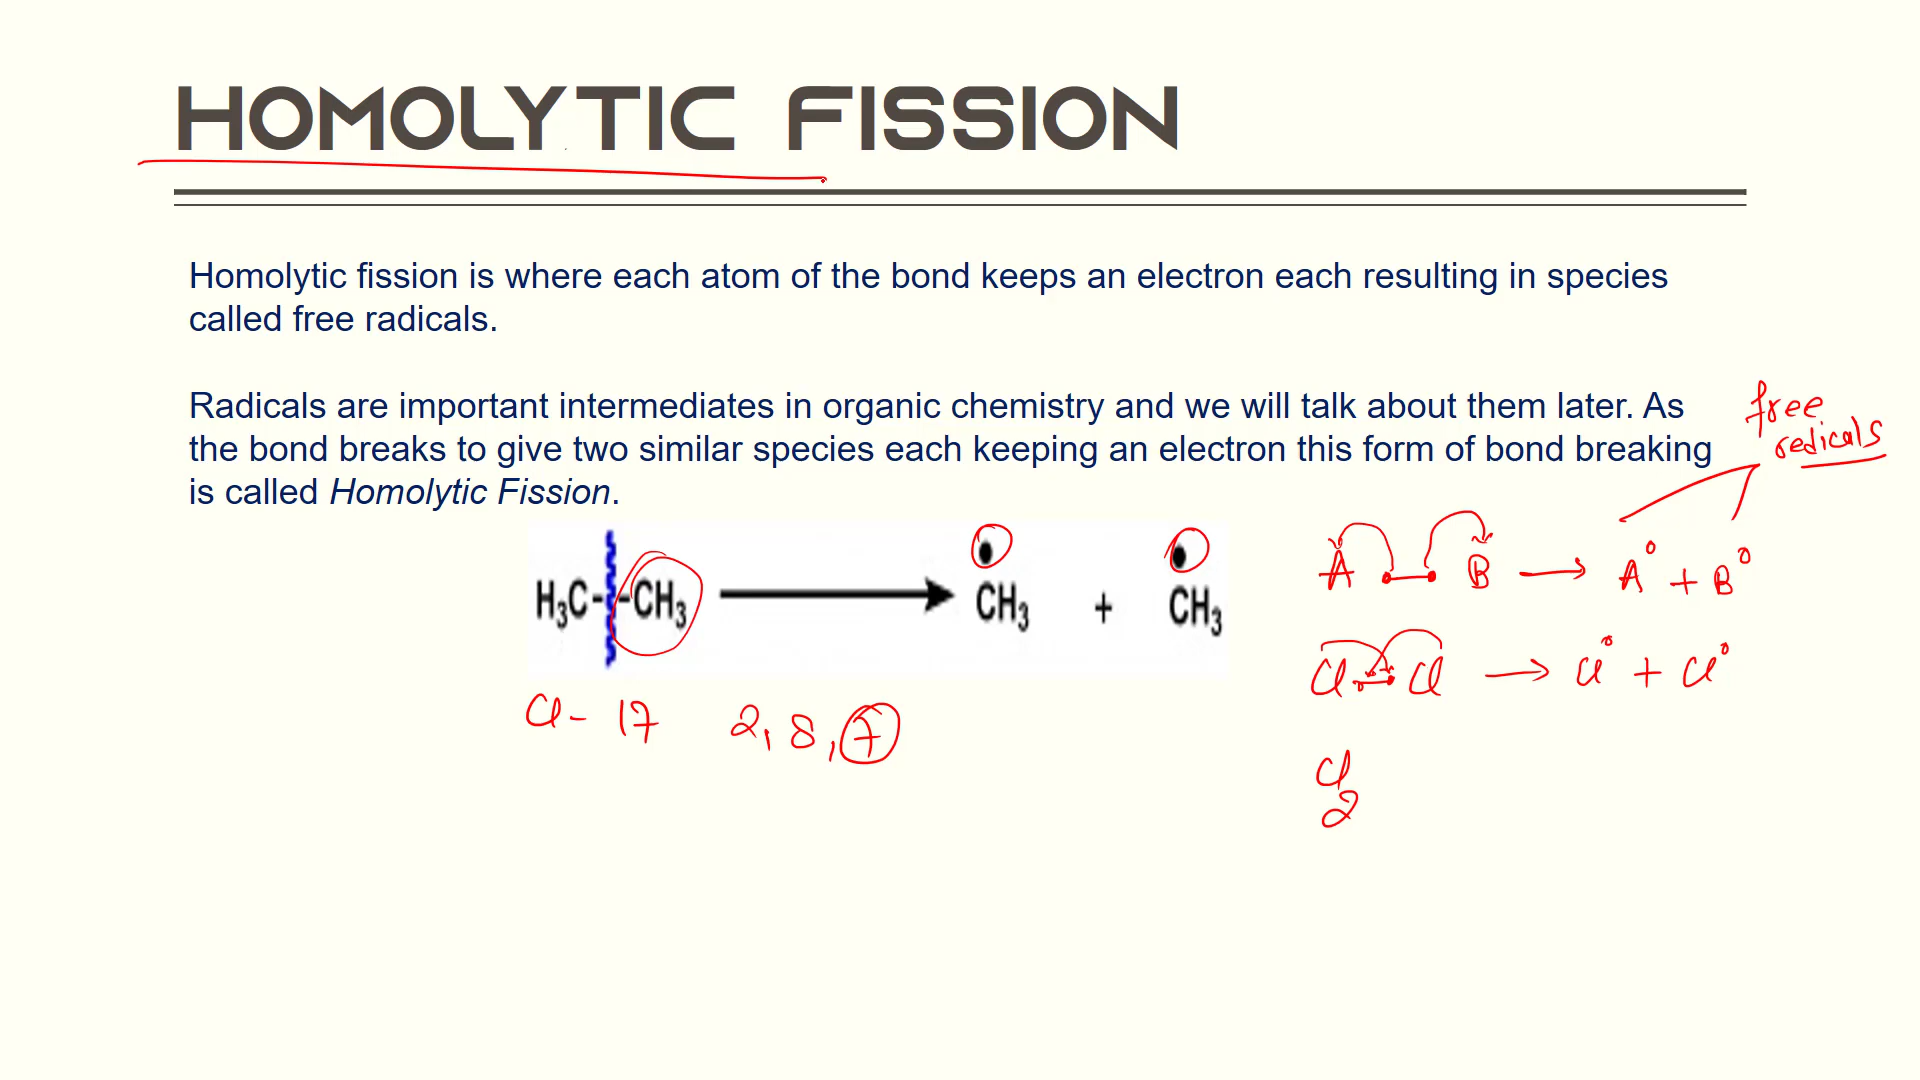 HOMOLYTIC FISSION
Homolytic fission is where each atom of the bond keeps an electron each resulting in species
called free radicals.
Radicals are important intermediates in organic chemistry and we will talk about them later. As
the bond breaks to give two similar species each keeping an electron this form of bond breaking
is called Homolytic Fission.
free
redicals
H₃C--CH₃ → •CH₃ + •CH₃
A B → A° + B°
Cl Cl → Cl° + Cl°
Cl - 17 2, 8, 7
Cl
2